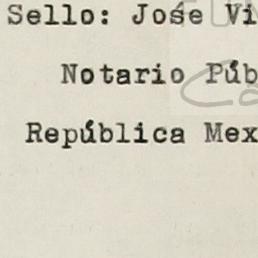 Sello: José Vi
Notario Púb
República Mex